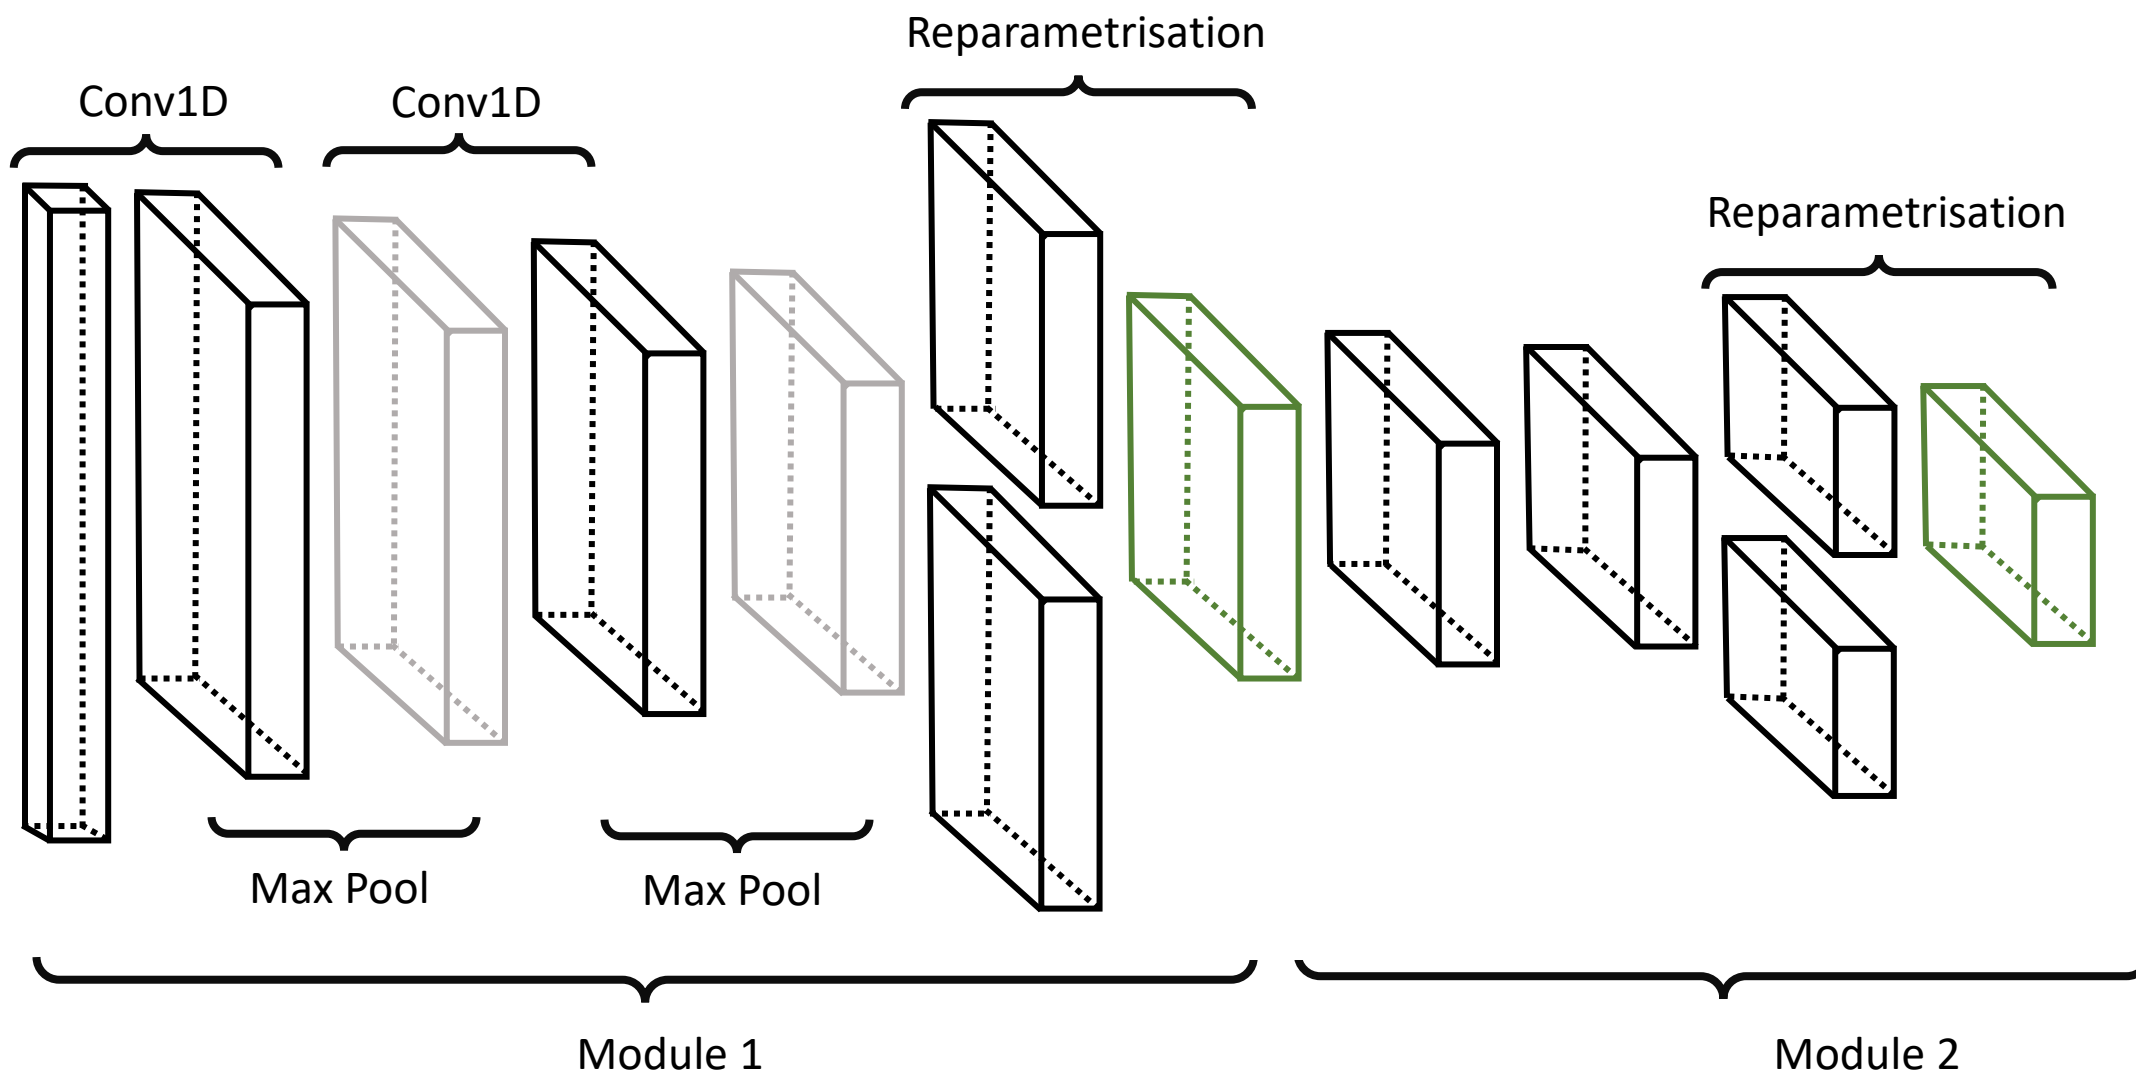 Reparametrisation
Conv1D
Conv1D
Reparametrisation
Max Pool
Max Pool
Module 1
Module 2